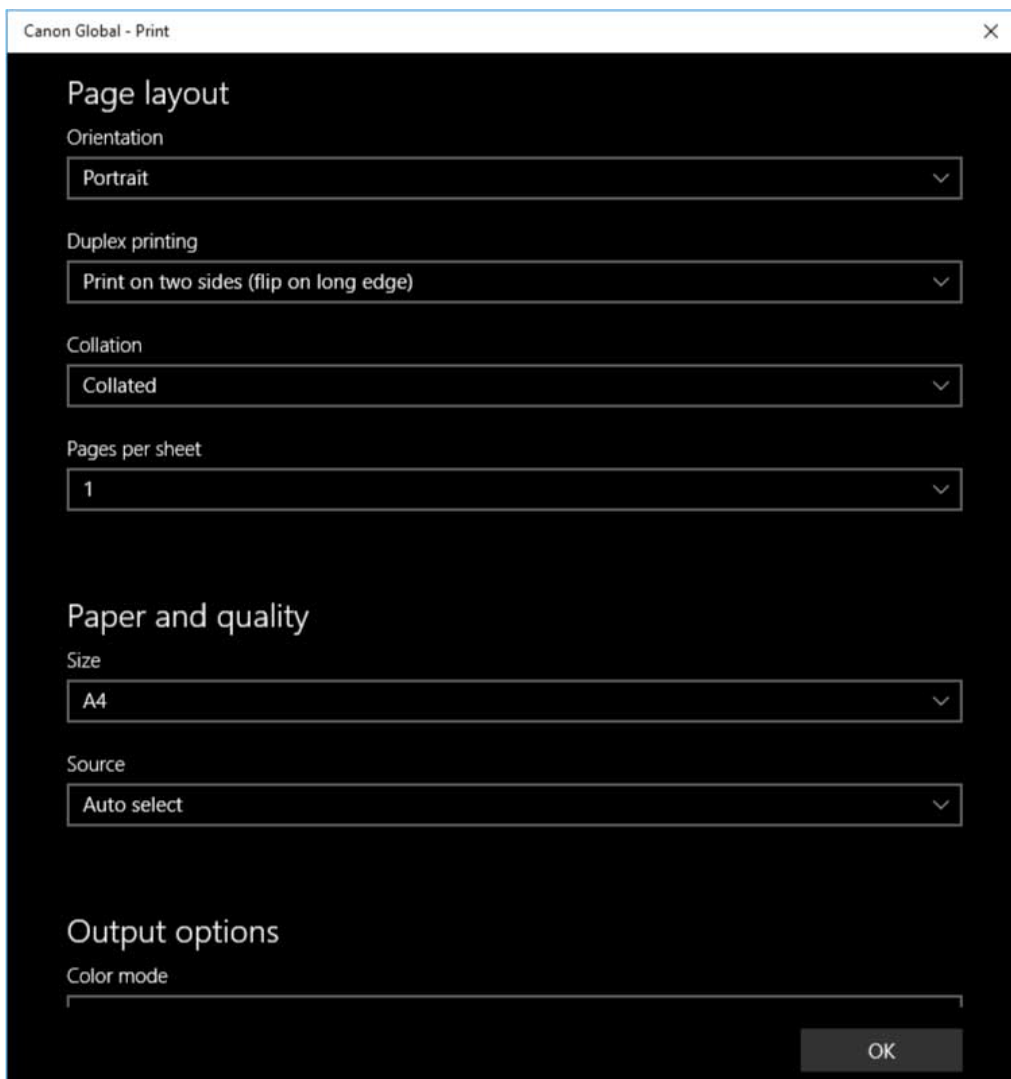 Canon Global - Print
Page layout
Orientation
Portrait
Duplex printing
Print on two sides (flip on long edge)
Collation
Collated
Pages per sheet
1
Paper and quality
Size
A4
Source
Auto select
Output options
Color mode
OK